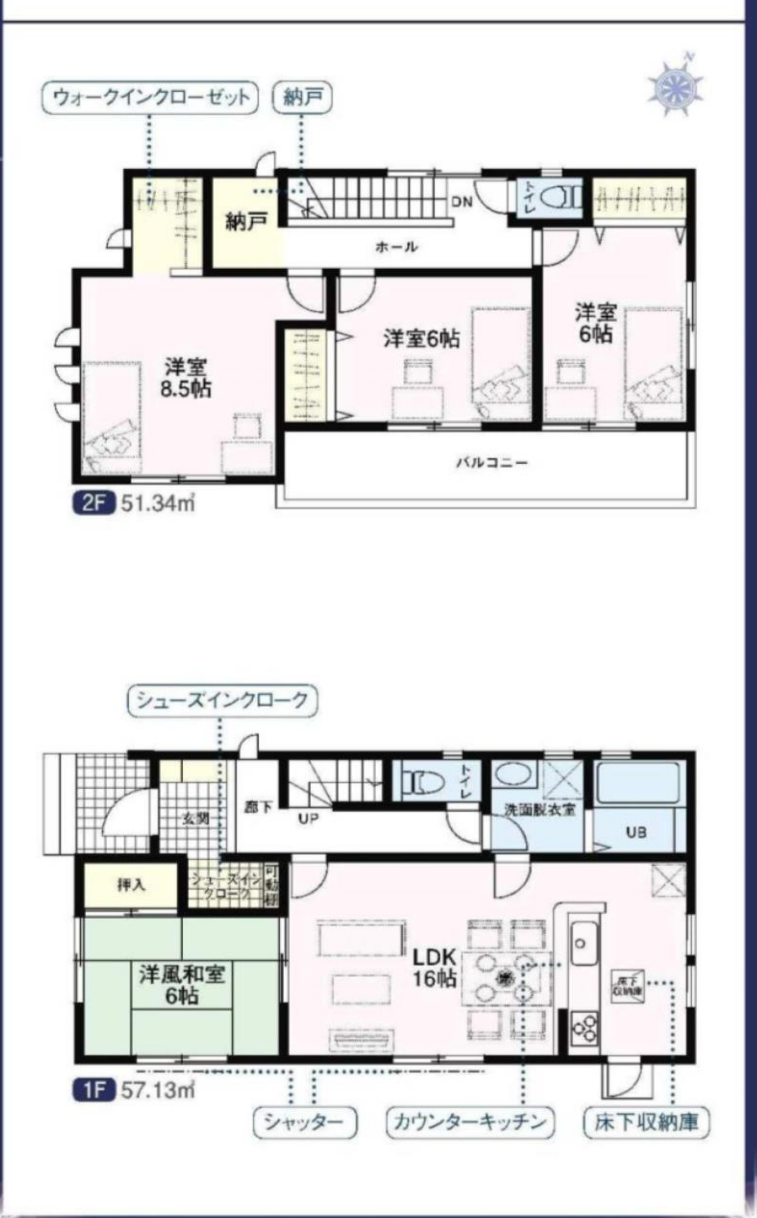 N
ウォークインクローゼット
納戸
納戸
DN
トイレ
ホール
洋室
8.5帖
洋室6帖
洋室
6帖
バルコニー
2F 51.34㎡
シューズインクローク
玄関
廊下
UP
トイレ
洗面脱衣室
UB
押入
シューズイン
クローク
可動棚
洋風和室
6帖
LDK
16帖
床下
収納庫
1F 57.13㎡
シャッター
カウンターキッチン
床下収納庫